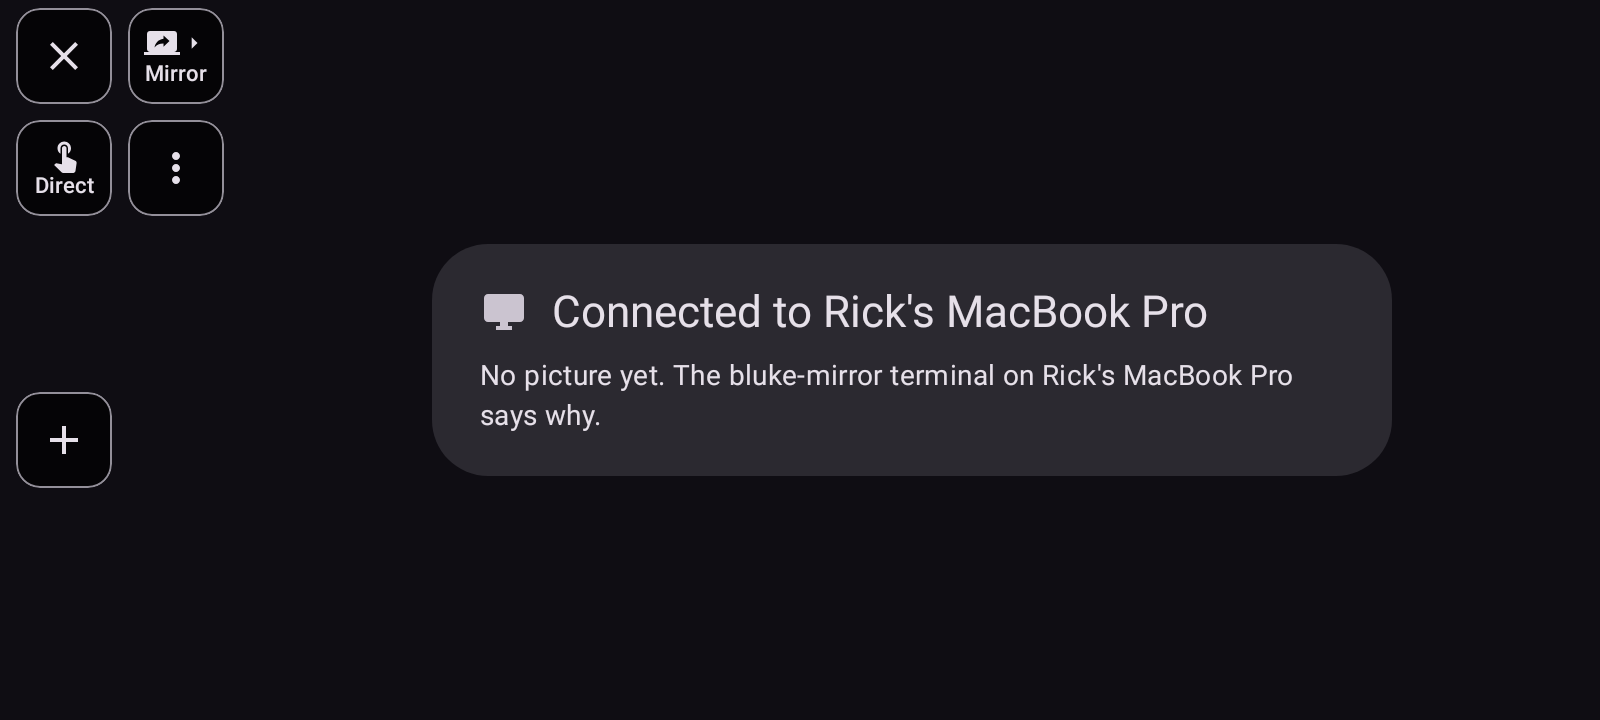 Mirror
Direct
Connected to Rick's MacBook Pro
No picture yet. The bluke-mirror terminal on Rick's MacBook Pro
says why.